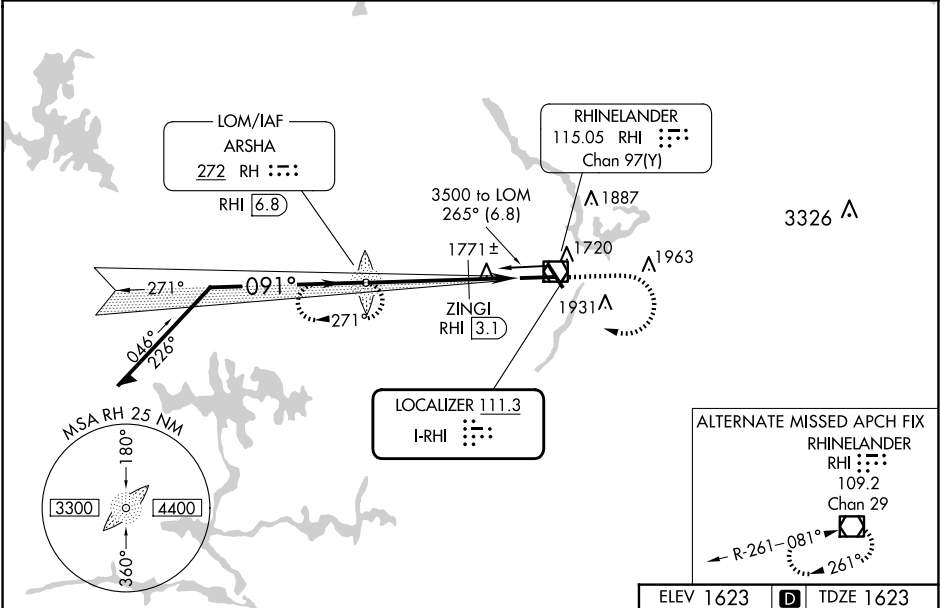 LOM/IAF
ARSHA
272 RH
RHI 6.8
RHINELANDER
115.05 RHI
Chan 97(Y)
3500 to LOM
265° (6.8)
1887
3326
1771±
1720
1963
271°
091°
271°
ZINGI
RHI 3.1
1931
046°
226°
LOCALIZER 111.3
I-RHI
MSA RH 25 NM
180°
3300
4400
360°
ALTERNATE MISSED APCH FIX
RHINELANDER
RHI
109.2
Chan 29
R-261
081°
261°
ELEV 1623 D TDZE 1623